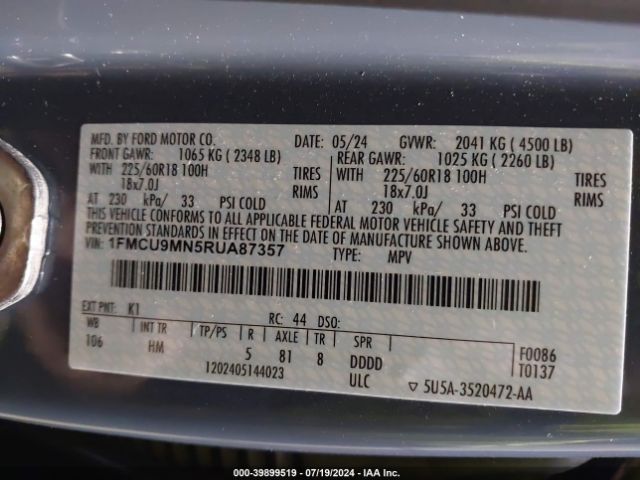 MFD. BY FORD MOTOR CO. DATE: 05/24 GVWR: 2041 KG ( 4500 LB)
FRONT GAWR: 1065 KG ( 2348 LB) REAR GAWR: 1025 KG ( 2260 LB)
WITH 225/60R18 100H TIRES WITH 225/60R18 100H TIRES
18x7.0J RIMS 18x7.0J RIMS
AT 230 kPa/ 33 PSI COLD AT 230 kPa/ 33 PSI COLD
THIS VEHICLE CONFORMS TO ALL APPLICABLE FEDERAL MOTOR VEHICLE SAFETY AND THEFT
PREVENTION STANDARDS IN EFFECT ON THE DATE OF MANUFACTURE SHOWN ABOVE.
VIN: 1FMCU9MN5RUA87357 TYPE: MPV
EXT PNT: K1 RC: 44 DSO:
WB INT TR TP/PS R AXLE TR SPR F0086
106 HM 5 81 8 DDDD T0137
1202405144023 ULC ▽ 5U5A-3520472-AA
000-39899519 - 07/19/2024 - IAA Inc.